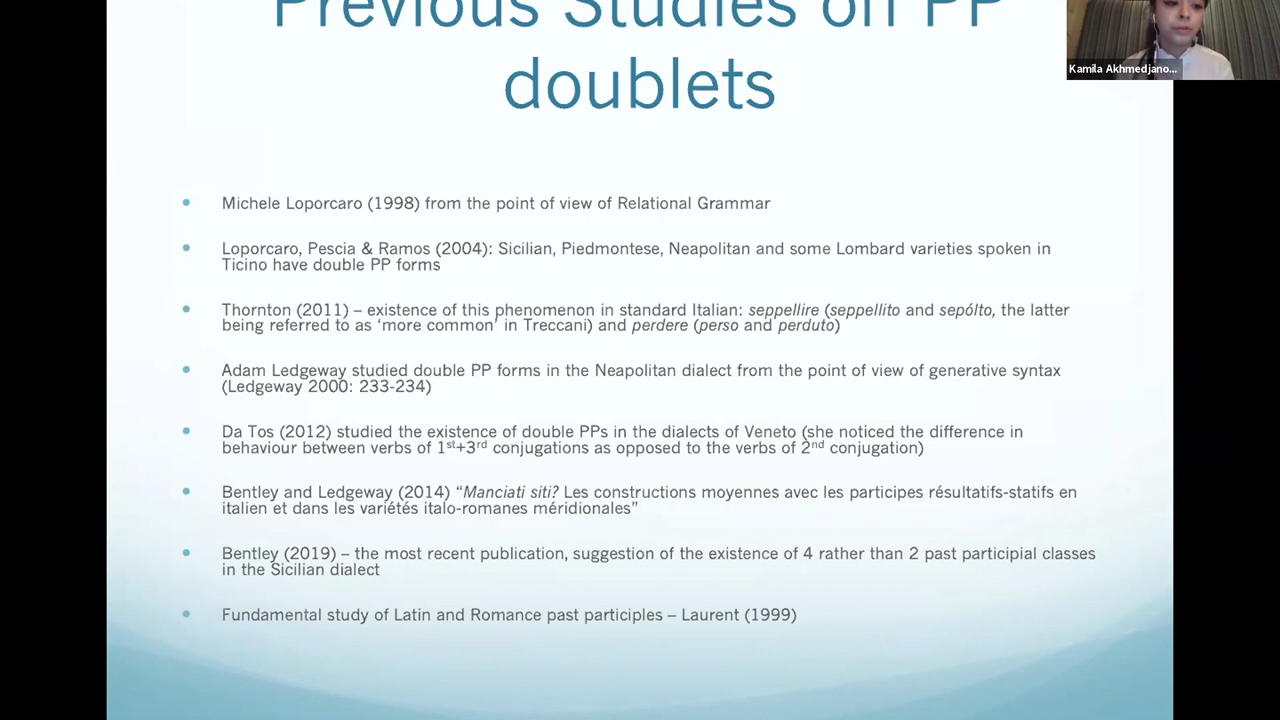 Previous Studies on PP
doublets
Kamila Akhmedjano...
• Michele Loporcaro (1998) from the point of view of Relational Grammar
• Loporcaro, Pescia & Ramos (2004): Sicilian, Piedmontese, Neapolitan and some Lombard varieties spoken in
Ticino have double PP forms
• Thornton (2011) – existence of this phenomenon in standard Italian: seppellire (seppellito and sepólto, the latter
being referred to as ‘more common’ in Treccani) and perdere (perso and perduto)
• Adam Ledgeway studied double PP forms in the Neapolitan dialect from the point of view of generative syntax
(Ledgeway 2000: 233-234)
• Da Tos (2012) studied the existence of double PPs in the dialects of Veneto (she noticed the difference in
behaviour between verbs of 1st+3rd conjugations as opposed to the verbs of 2nd conjugation)
• Bentley and Ledgeway (2014) “Manciati siti? Les constructions moyennes avec les participes résultatifs-statifs en
italien et dans les variétés italo-romanes méridionales”
• Bentley (2019) – the most recent publication, suggestion of the existence of 4 rather than 2 past participial classes
in the Sicilian dialect
• Fundamental study of Latin and Romance past participles – Laurent (1999)